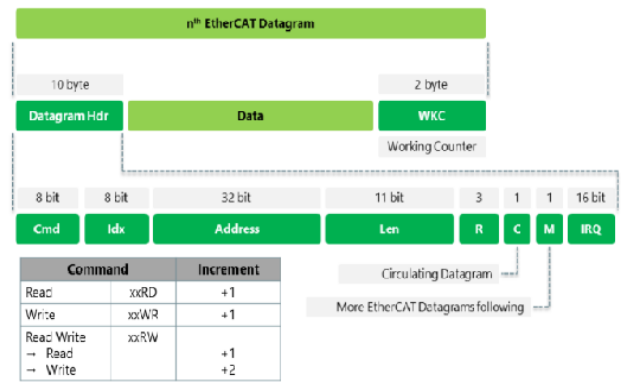 nth EtherCAT Datagram
10 byte 2 byte
Datagram Hdr Data WKC
Working Counter
8 bit 8 bit 32 bit 11 bit 3 1 1 16 bit
Cmd Idx Address Len R C M IRQ
Circulating Datagram
More EtherCAT Datagrams following
Command Increment
Read xxRD +1
Write xxWR +1
Read Write xxRW
→ Read +1
→ Write +2